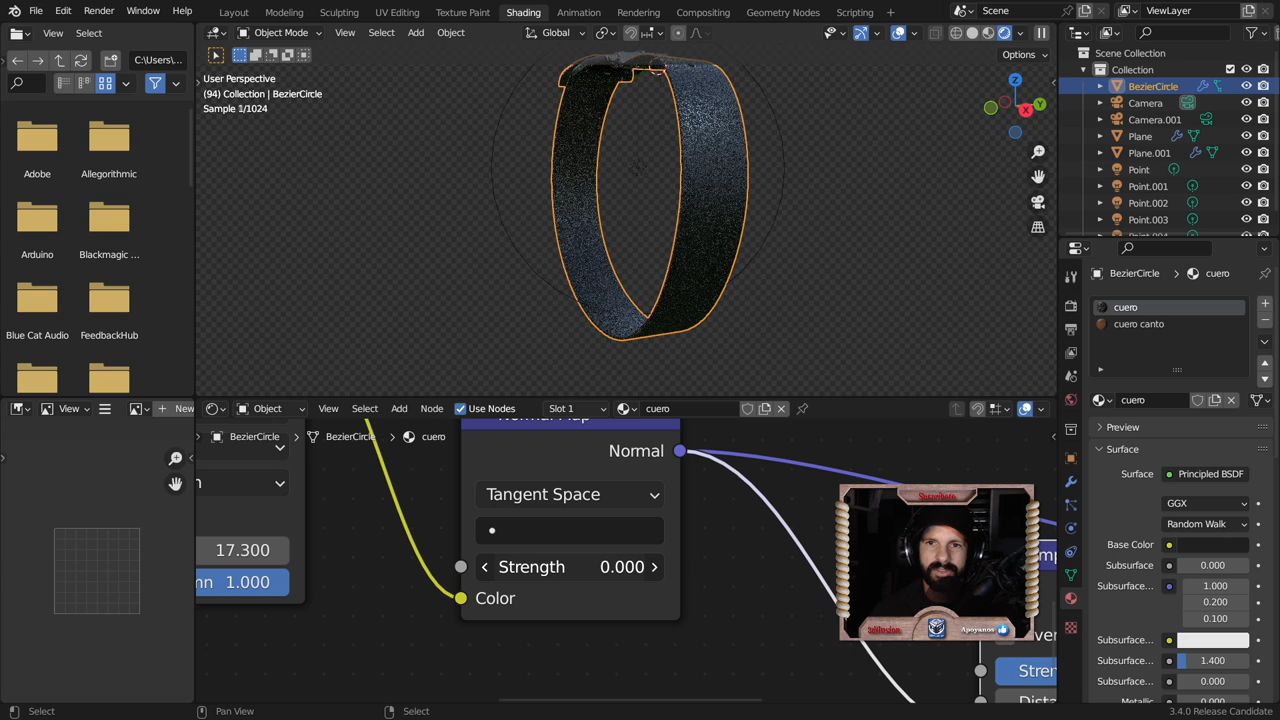 File Edit Render Window Help Layout Modeling Sculpting UV Editing Texture Paint Shading Animation Rendering Compositing Geometry Nodes Scripting + Scene ViewLayer
View Select Object Mode View Select Add Object Global
C:\Users\... Options
User Perspective
(94) Collection | BezierCircle
Sample 1/1024
Z
Y
X
Adobe Allegorithmic
Arduino Blackmagic ...
Blue Cat Audio FeedbackHub
Scene Collection
Collection
BezierCircle
Camera
Camera.001
Plane
Plane.001
Point
Point.001
Point.002
Point.003
BezierCircle cuero
cuero
cuero canto
cuero
Preview
Surface
Surface Principled BSDF
GGX
Random Walk
Base Color
Subsurface 0.000
Subsurface... 1.000
0.200
0.100
Subsurface...
Subsurface... 1.400
Subsurface... 0.000
Metallic 0.000
View New Object View Select Add Node Use Nodes Slot 1 cuero
BezierCircle BezierCircle cuero
Normal
Tangent Space
17.300
Strength 0.000
1.000
Color
Suscribete
3dillusion Apoyanos
Select Pan View Select 3.4.0 Release Candidate